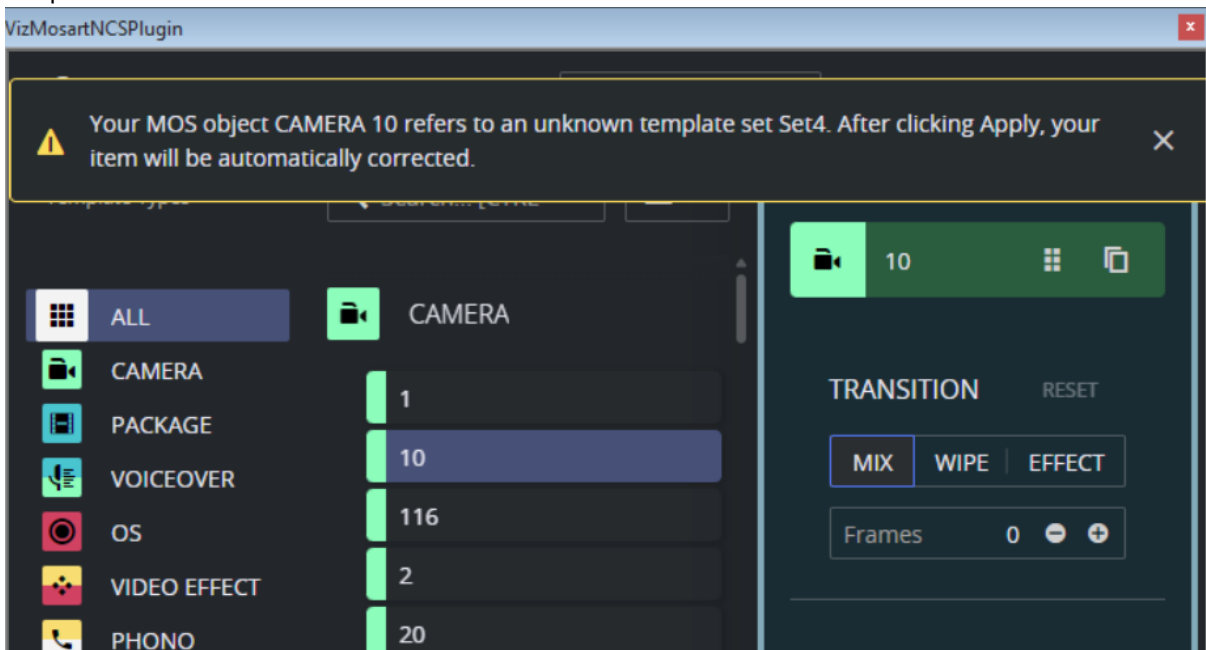 VizMosartNCSPlugin
x
Your MOS object CAMERA 10 refers to an unknown template set Set4. After clicking Apply, your
item will be automatically corrected.
10
ALL
CAMERA
PACKAGE
VOICEOVER
OS
VIDEO EFFECT
PHONO
CAMERA
1
10
116
2
20
TRANSITION RESET
MIX WIPE EFFECT
Frames 0